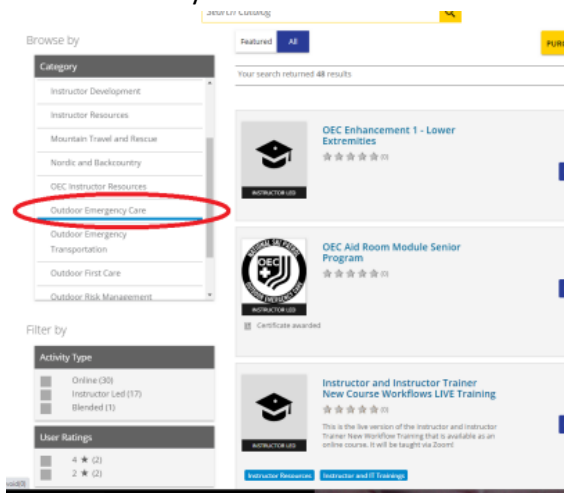 Search Catalog
Browse by
Featured All
Category
Your search returned 48 results
Instructor Development
Instructor Resources
Mountain Travel and Rescue
Nordic and Backcountry
OEC Instructor Resources
Outdoor Emergency Care
Outdoor Emergency
Transportation
Outdoor First Care
Outdoor Risk Management
Filter by
Activity Type
Online (30)
Instructor Led (17)
Blended (1)
User Ratings
4 ★ (2)
2 ★ (2)
OEC Enhancement 1 - Lower
Extremities
(0)
INSTRUCTOR LED
OEC Aid Room Module Senior
Program
(0)
NATIONAL SKI PATROL
OEC
OUTDOOR EMERGENCY CARE
INSTRUCTOR LED
Certificate awarded
Instructor and Instructor Trainer
New Course Workflows LIVE Training
(0)
This is the live version of the Instructor and Instructor
Trainer New Workflow Training that is available as an
online course. It will be taught via Zoom!
INSTRUCTOR LED
Instructor Resources Instructor and IT Trainings